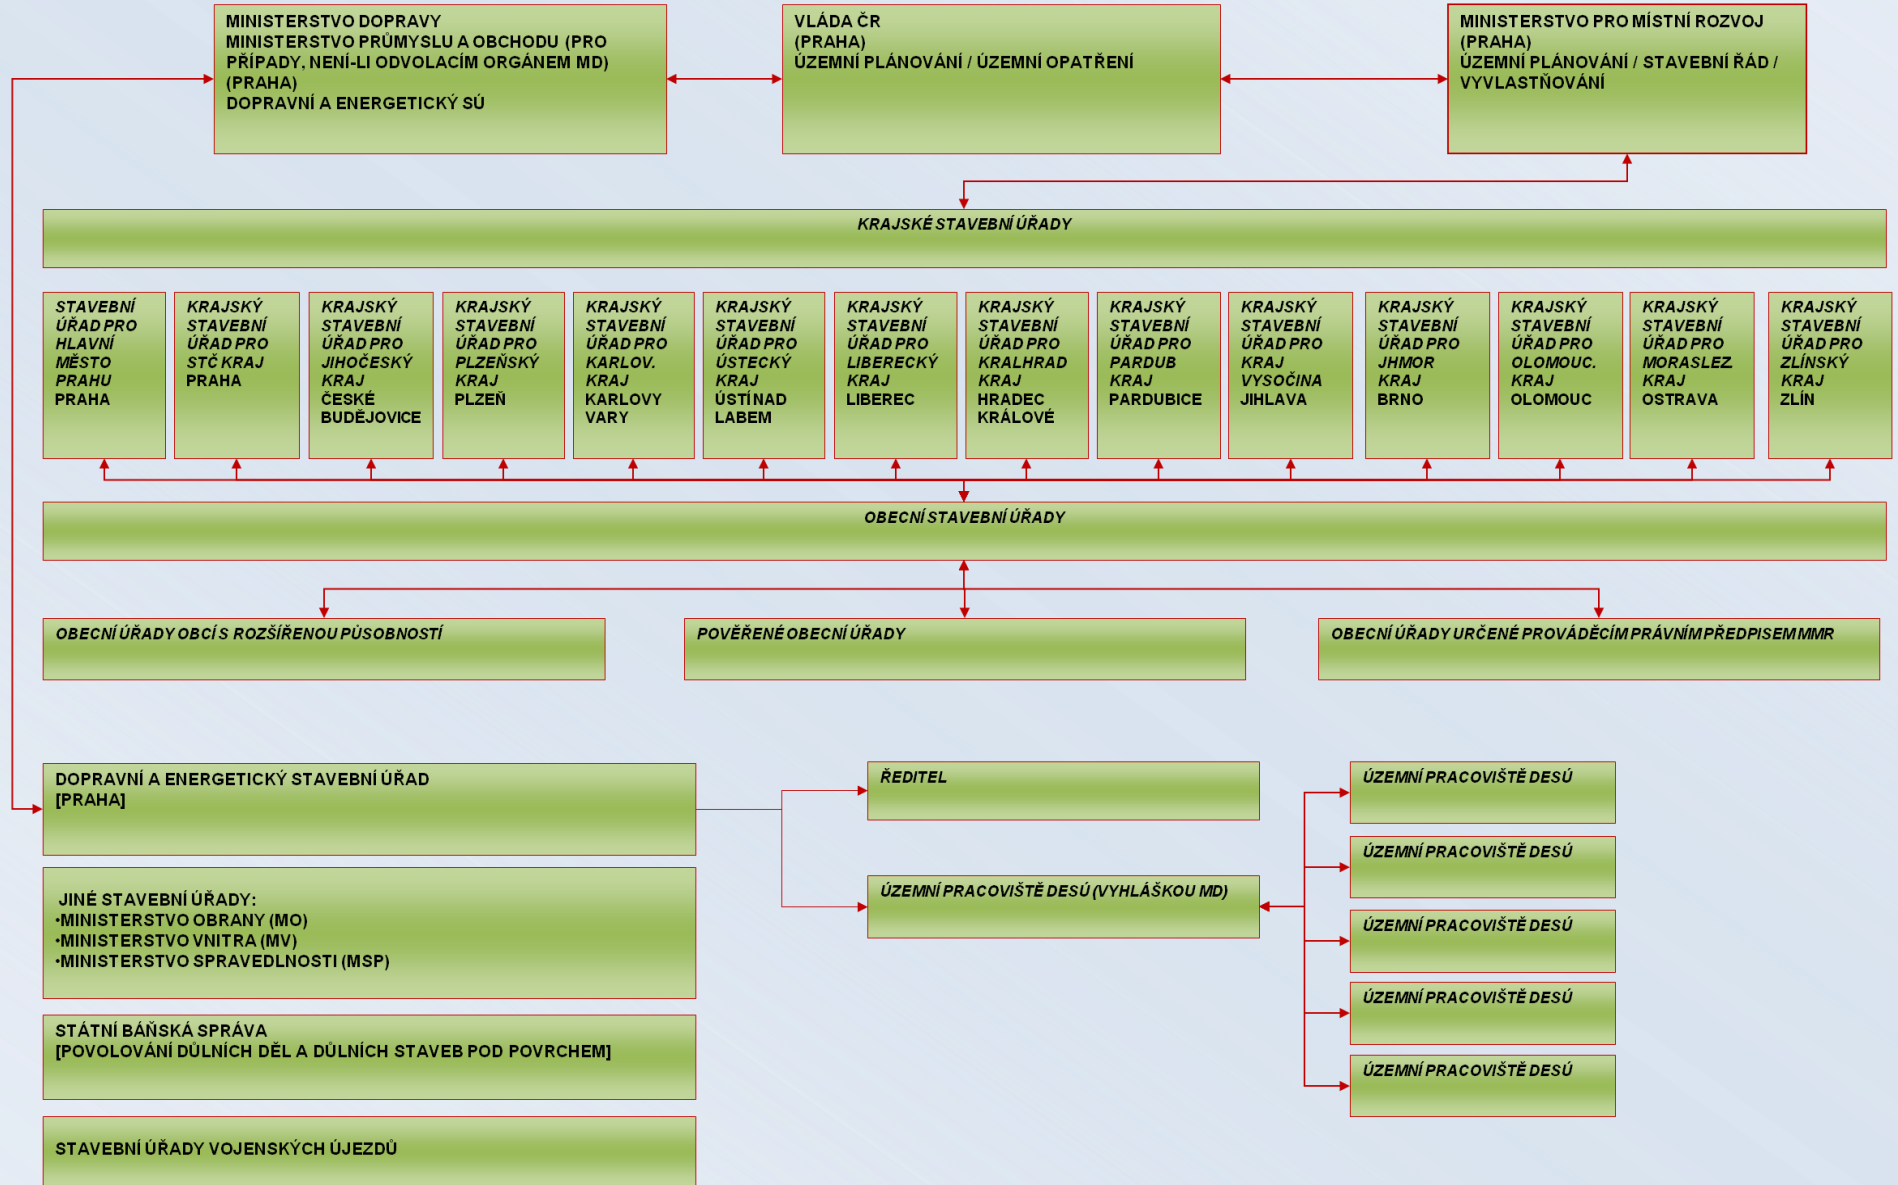 MINISTERSTVO DOPRAVY
MINISTERSTVO PRŮMYSLU A OBCHODU (PRO
PŘÍPADY, NENÍ-LI ODVOLACÍM ORGÁNEM MD)
(PRAHA)
DOPRAVNÍ A ENERGETICKÝ SÚ
VLÁDA ČR
(PRAHA)
ÚZEMNÍ PLÁNOVÁNÍ / ÚZEMNÍ OPATŘENÍ
MINISTERSTVO PRO MÍSTNÍ ROZVOJ
(PRAHA)
ÚZEMNÍ PLÁNOVÁNÍ / STAVEBNÍ ŘÁD /
VYVLASTŇOVÁNÍ
KRAJSKÉ STAVEBNÍ ÚŘADY
STAVEBNÍ
ÚŘAD PRO
HLAVNÍ
MĚSTO
PRAHU
PRAHA
KRAJSKÝ
STAVEBNÍ
ÚŘAD PRO
STČ KRAJ
PRAHA
KRAJSKÝ
STAVEBNÍ
ÚŘAD PRO
JIHOČESKÝ
KRAJ
ČESKÉ
BUDĚJOVICE
KRAJSKÝ
STAVEBNÍ
ÚŘAD PRO
PLZEŇSKÝ
KRAJ
PLZEŇ
KRAJSKÝ
STAVEBNÍ
ÚŘAD PRO
KARLOV.
KRAJ
KARLOVY
VARY
KRAJSKÝ
STAVEBNÍ
ÚŘAD PRO
ÚSTECKÝ
KRAJ
ÚSTÍ NAD
LABEM
KRAJSKÝ
STAVEBNÍ
ÚŘAD PRO
LIBERECKÝ
KRAJ
LIBEREC
KRAJSKÝ
STAVEBNÍ
ÚŘAD PRO
KRALHRAD
KRAJ
HRADEC
KRÁLOVÉ
KRAJSKÝ
STAVEBNÍ
ÚŘAD PRO
PARDUB
KRAJ
PARDUBICE
KRAJSKÝ
STAVEBNÍ
ÚŘAD PRO
KRAJ
VYSOČINA
JIHLAVA
KRAJSKÝ
STAVEBNÍ
ÚŘAD PRO
JHMOR
KRAJ
BRNO
KRAJSKÝ
STAVEBNÍ
ÚŘAD PRO
OLOMOUC.
KRAJ
OLOMOUC
KRAJSKÝ
STAVEBNÍ
ÚŘAD PRO
MORASLEZ.
KRAJ
OSTRAVA
KRAJSKÝ
STAVEBNÍ
ÚŘAD PRO
ZLÍNSKÝ
KRAJ
ZLÍN
OBECNÍ STAVEBNÍ ÚŘADY
OBECNÍ ÚŘADY OBCÍ S ROZŠÍŘENOU PŮSOBNOSTÍ
POVĚŘENÉ OBECNÍ ÚŘADY
OBECNÍ ÚŘADY URČENÉ PROVÁDĚCÍM PRÁVNÍM PŘEDPISEM MMR
DOPRAVNÍ A ENERGETICKÝ STAVEBNÍ ÚŘAD
[PRAHA]
ŘEDITEL
ÚZEMNÍ PRACOVIŠTĚ DESÚ (VYHLÁŠKOU MD)
ÚZEMNÍ PRACOVIŠTĚ DESÚ
ÚZEMNÍ PRACOVIŠTĚ DESÚ
ÚZEMNÍ PRACOVIŠTĚ DESÚ
ÚZEMNÍ PRACOVIŠTĚ DESÚ
ÚZEMNÍ PRACOVIŠTĚ DESÚ
JINÉ STAVEBNÍ ÚŘADY:
•MINISTERSTVO OBRANY (MO)
•MINISTERSTVO VNITRA (MV)
•MINISTERSTVO SPRAVEDLNOSTI (MSP)
STÁTNÍ BÁŇSKÁ SPRÁVA
[POVOLOVÁNÍ DŮLNÍCH DĚL A DŮLNÍCH STAVEB POD POVRCHEM]
STAVEBNÍ ÚŘADY VOJENSKÝCH ÚJEZDŮ